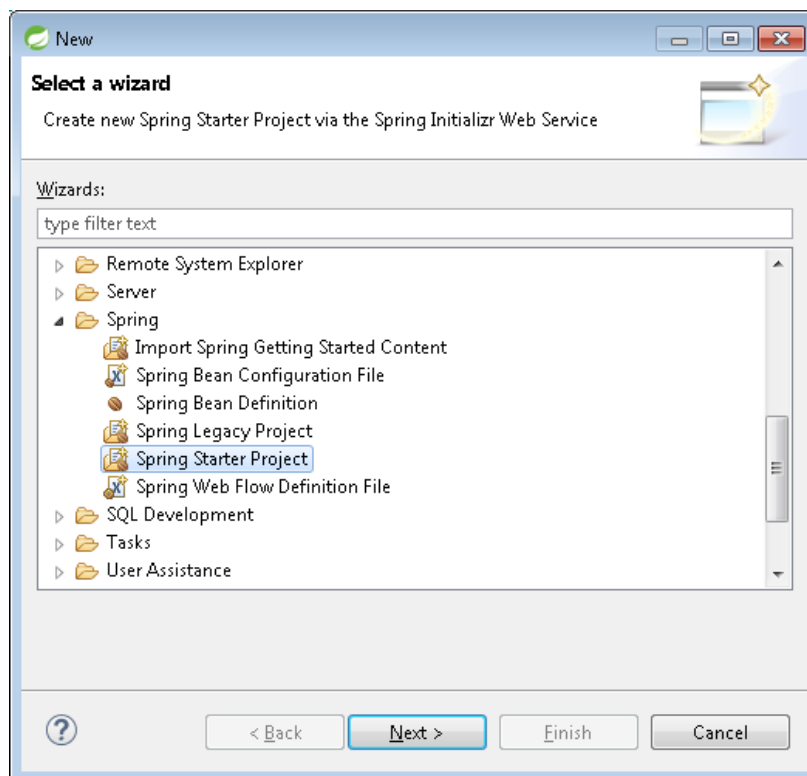 New
Select a wizard
Create new Spring Starter Project via the Spring Initializr Web Service
Wizards:
type filter text
Remote System Explorer
Server
Spring
Import Spring Getting Started Content
Spring Bean Configuration File
Spring Bean Definition
Spring Legacy Project
Spring Starter Project
Spring Web Flow Definition File
SQL Development
Tasks
User Assistance
? < Back Next > Finish Cancel